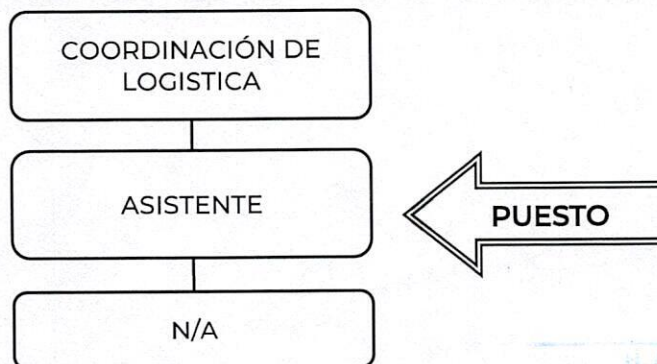 COORDINACIÓN DE
LOGISTICA
ASISTENTE
PUESTO
N/A